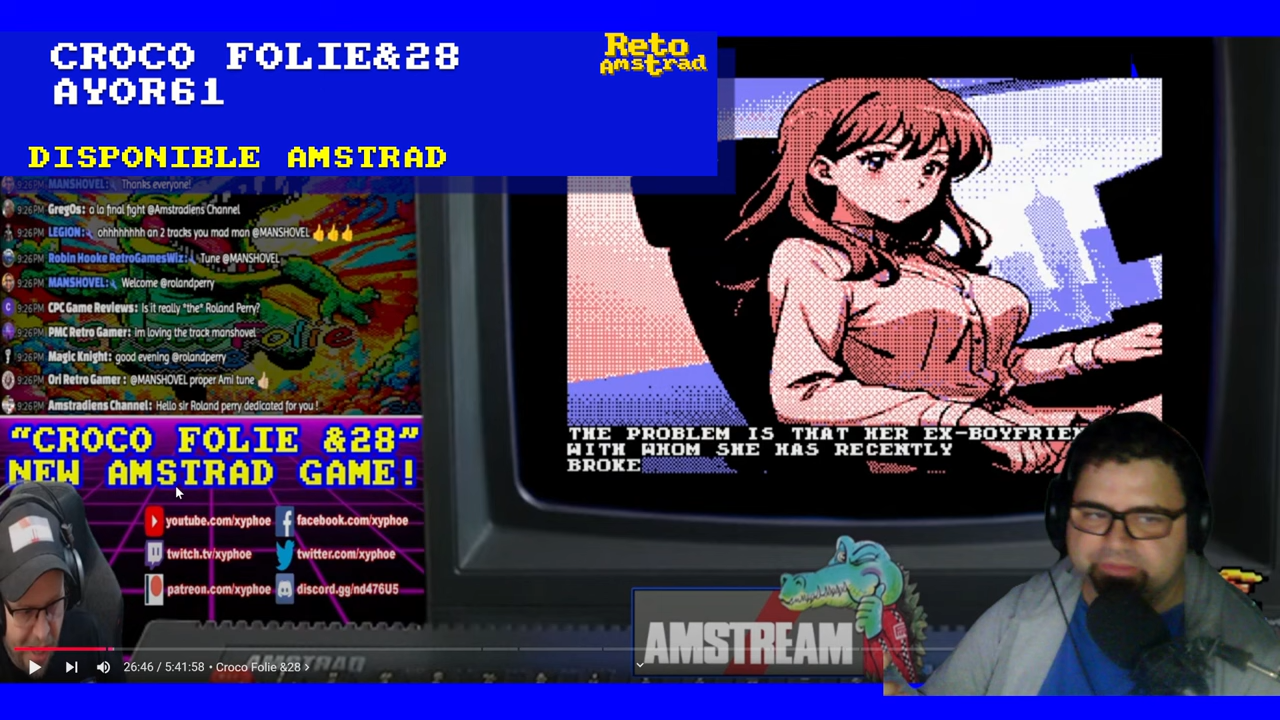 CROCO FOLIE&28
AYOR61
DISPONIBLE AMSTRAD
Reto
Amstrad
9:26PM MANSHOVEL: Thanks everyone!
9:26PM GregOs: a la final fight @Amstradiens Channel
9:26PM LEGION: ohhhhhhhh an 2 tracks you mad man @MANSHOVEL 👍👍👍
9:26PM Robin Hooke RetroGamesWiz: Tune @MANSHOVEL
9:26PM MANSHOVEL: Welcome @rolandperry
9:26PM CPC Game Reviews: Is it really *the* Roland Perry?
9:26PM PMC Retro Gamer: im loving the track manshovel
9:26PM Magic Knight: good evening @rolandperry
9:26PM Ori Retro Gamer : @MANSHOVEL proper Ami tune 👍
9:26PM Amstradiens Channel: Hello sir Roland perry dedicated for you !
"CROCO FOLIE &28"
NEW AMSTRAD GAME!
youtube.com/xyphoe
facebook.com/xyphoe
twitch.tv/xyphoe
twitter.com/xyphoe
patreon.com/xyphoe
discord.gg/nd476U5
THE PROBLEM IS THAT HER EX-BOYFRIE
WITH WHOM SHE HAS RECENTLY
BROKE
AMSTREAM
AMSTRAD
26:46 / 5:41:58 • Croco Folie &28 ›